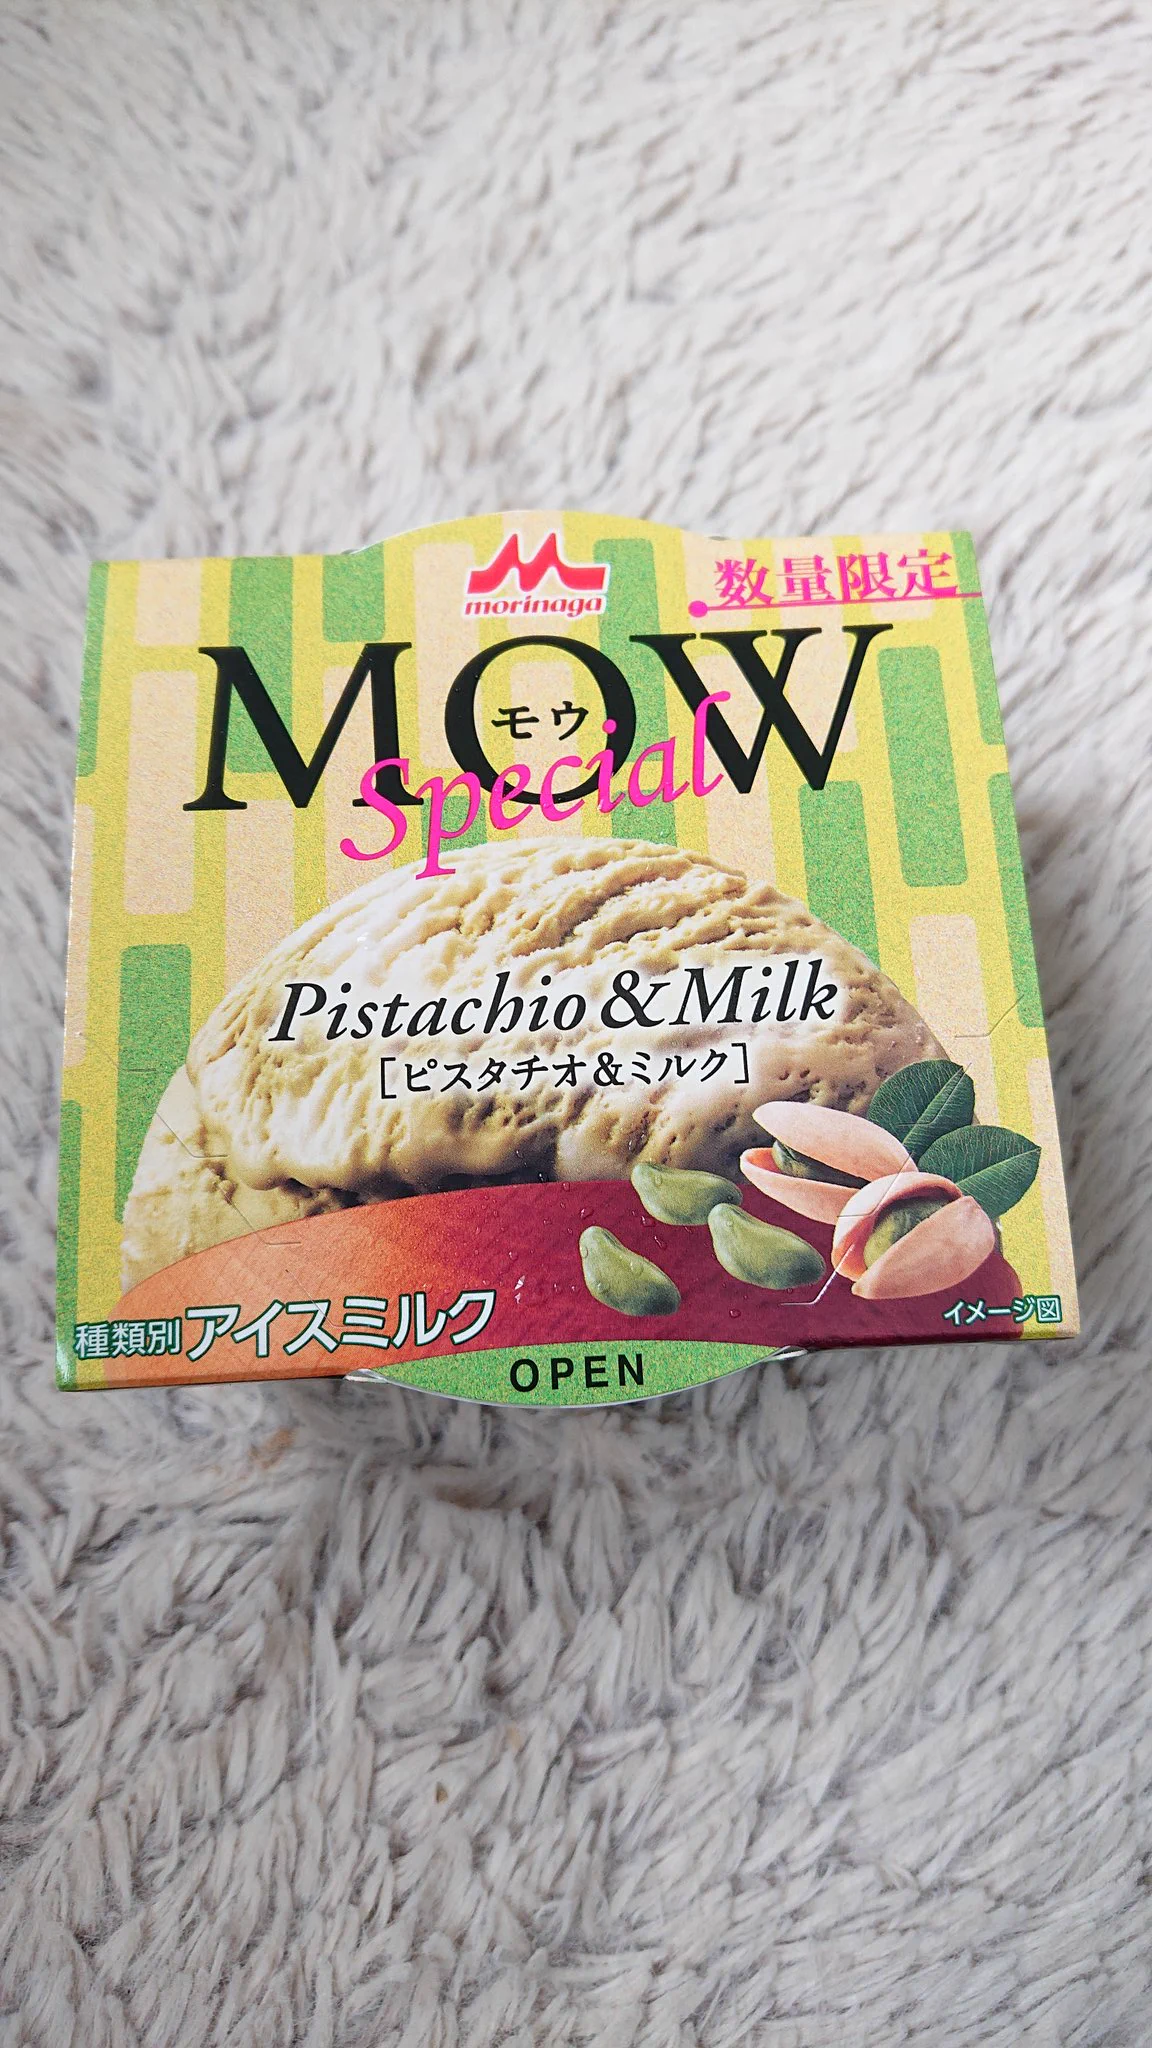 morinaga
数量限定
MOW
モウ
Special
Pistachio & Milk
[ピスタチオ&ミルク]
種類別 アイスミルク
イメージ図
OPEN